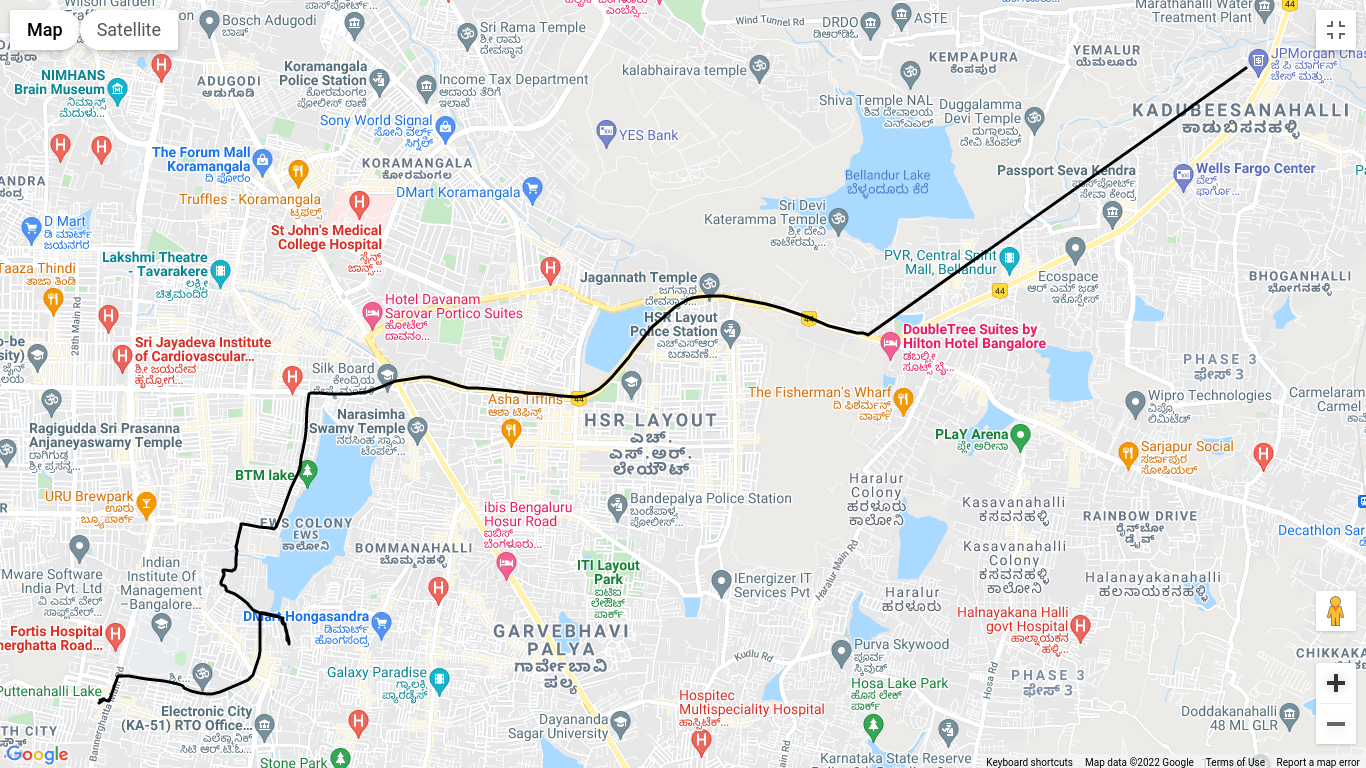 Map
Satellite
Wilson Garden
Bosch Adugodi
ಬಾಷ್
ಪೊಲೀಸ್...
ಎಂಬೆಸ್ಸಿ...
Sri Rama
Temple
ಶ್ರೀ ರಾಮ
ದೇವಸ್ಥಾನ
Wind Tunnel Rd
DRDO
ಡಿಆರ್‌ಡಿಒ
ASTE
Marathahalli Water
Treatment Plant
44
NIMHANS
Brain Museum
ನಿಮ್ಹಾನ್ಸ್
ಮೆದುಳು...
ADUGODI
ಆಡುಗೊಡಿ
Koramangala
Police Station
ಕೋರಮಂಗಲ
ಪೋಲೀಸ್ ಠಾಣೆ
Income Tax Department
ಆದಾಯ ತೆರಿಗೆ
ಇಲಾಖೆ
kalabhairava temple
KEMPAPURA
ಕೆಂಪಪುರ
YEMALUR
ಯೆಮಲೂರು
JPMorgan Chas
ಜೆ ಪಿ ಮಾರ್ಗನ್
ಚೇಸ್ ಮತ್ತು...
Sony World Signal
ಸೋನಿ ವರ್ಲ್ಡ್
ಸಿಗ್ನಲ್
YES Bank
Shiva Temple NAL
ಶಿವ ದೇವಾಲಯ
ಎನ್ಎಎಲ್
Duggalamma
Devi Temple
ದುಗ್ಗಲಮ್ಮ
ದೇವಿ ಟೆಂಪಲ್
KADUBEESANAHALLI
ಕಾಡುಬಿಸನಹಳ್ಳಿ
The Forum Mall
Koramangala
ದಿ ಫೋರಂ
KORAMANGALA
ಕೋರಮಂಗಲ
Bellandur Lake
ಬೆಳ್ಳಂದೂರು ಕೆರೆ
Passport Seva Kendra
ಪಾಸ್‌ಪೋರ್ಟ್
ಸೇವಾ ಕೇಂದ್ರ
Wells Fargo Center
ವೆಲ್ಸ್
ಫಾರ್ಗೊ...
Truffles - Koramangala
ಟ್ರಫಲ್ಸ್
DMart Koramangala
Sri Devi
Kateramma Temple
ಶ್ರೀ ದೇವಿ
ಕಾಟೇರಮ್ಮ...
D Mart
ಡಿ ಮಾರ್ಟ್
ಜಯನಗರ
St John's Medical
College Hospital
ಸೈನ್ಟ್
ಜಾನ್ಸ್...
Lakshmi Theatre
- Tavarakere
ಲಕ್ಷ್ಮೀ
ಚಿತ್ರಮಂದಿರ
PVR, Central Spirit
Mall, Bellandur
Ecospace
ಆರ್ ಎಮ್ ಜಡ್
ಇಕೊಸ್ಪೇಸ್
BHOGANHALLI
ಭೋಗನಹಳ್ಳಿ
Taaza Thindi
ತಾಜಾ ತಿಂಡಿ
Jagannath Temple
ಜಗನ್ನಾಥ
ದೇವಸ್ಥಾನ...
44
Hotel Davanam
Sarovar Portico Suites
ಹೋಟೆಲ್
ದಾವನಂ...
28th Main Rd
HSR Layout
Police Station
ಎಚ್ಎಸ್ಆರ್
ಬಡಾವಣೆ...
44
DoubleTree Suites by
Hilton Hotel Bangalore
ಡಬಲ್ಟ್ರೀ
ಸೂಟ್ಸ್ ಬೈ...
Sri Jayadeva Institute
of Cardiovascular...
ಶ್ರೀ ಜಯದೇವ
ಹೃದ್ರೋಗ...
Silk Board
ಕೇಂದ್ರಿಯ
PHASE 3
ಫೇಸ್ 3
Asha Tiffins
ಆಶಾ ಟಿಫಿನ್ಸ್
44
The Fisherman's Wharf
ದಿ ಫಿಶರ್ಮನ್ಸ್
ವಾರ್ಫ್
Wipro Technologies
ವಿಪ್ರೊ
ಲಿಮಿಟೆಡ್
Narasimha
Swamy Temple
ನರಸಿಂಹ ಸ್ವಾಮಿ
ಟೆಂಪಲ್...
HSR LAYOUT
ಎಚ್.
ಎಸ್.ಆರ್.
ಲೇಯೌಟ್
Ragigudda Sri Prasanna
Anjaneyaswamy Temple
ರಾಗಿಗುಡ್ಡ
ಶ್ರೀ ಪ್ರಸನ್ನ...
PLaY Arena
ಪ್ಲೇ ಅರೀನಾ
Sarjapur Social
ಸರ್ಜಾಪುರ
ಸೋಷಿಯಲ್
BTM lake
URU Brewpark
ಊರು
ಬ್ರೂಪಾರ್ಕ್
Bandepalya Police Station
ಬಂಡೆಪಾಳ್ಯ
ಪೋಲೀಸ್...
Haralur
Colony
ಹರಳೂರು
ಕಾಲೋನಿ
Kasavanahalli
ಕಸವನಹಳ್ಳಿ
ibis Bengaluru
Hosur Road
ಐಬಿಸ್
ಬೆಂಗಳೂರು...
RAINBOW DRIVE
ರೈನ್‌ಬೋ
ಡ್ರೈವ್
EWS COLONY
EWS
ಕಾಲೋನಿ
Decathlon Sar
BOMMANAHALLI
ಬೊಮ್ಮನಹಳ್ಳಿ
Kasavanahalli
Colony
ಕಸವನಹಳ್ಳಿ
ಕಾಲೋನಿ
Indian
Institute Of
Management
–Bangalore...
VMware Software
India Pvt. Ltd
ವಿ ಎಮ್ ವೇರ್
ಸಾಫ್ಟ್‌ವೇರ್...
ITI Layout
Park
ಐಟಿಐ
ಲೇಔಟ್
ಪಾರ್ಕ್
IEnergizer IT
Services Pvt
Haralur Main Rd
Haralur
ಹರಳೂರು
Halanayakanahalli
ಹಲನಾಯಕನಹಳ್ಳಿ
DMart Hongasandra
ಡಿಮಾರ್ಟ್
ಹೊಂಗಸಂದ್ರ
Halnayakana Halli
govt Hospital
ಹಾಲ್ನಾಯಕನ
ಹಳ್ಳಿ...
Fortis Hospital
nerghatta Road...
GARVEBHAVI
PALYA
ಗಾರ್ವೇಬಾವಿ
ಪಲ್ಯ
Kudlu Rd
Purva Skywood
ಪೂರ್ವ
ಸ್ಕಿವುಡ್
CHIKKAKA
Galaxy Paradise
ಗ್ಯಾಲಕ್ಸಿ
ಪ್ಯಾರಡೈಸ್
Hosa Rd
PHASE 3
ಫೇಸ್ 3
Puttenahalli Lake
Bannerghatta Main Rd
Hosa Lake Park
ಹೊಸ ಲೇಕ್
ಪಾರ್ಕ್
Hospitec
Multispeciality Hospital
ಹಾಸ್ಪಿಟೆಕ್...
Electronic City
(KA-51) RTO Office...
ಎಲೆಕ್ಟ್ರಾನಿಕ್
ಸಿಟಿ ಆರ್.ಟಿ.ಓ...
Dayananda
Sagar University
Doddakanahalli
48 ML GLR
TH CITY
Karnataka State Reserve
Stone Park
Google
Keyboard shortcuts
Map data ©2022 Google
Terms of Use
Report a map error